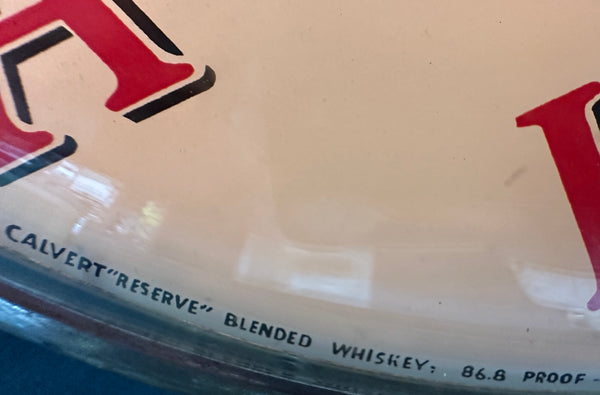 CALVERT "RESERVE" BLENDED WHISKEY: 86.8 PROOF -